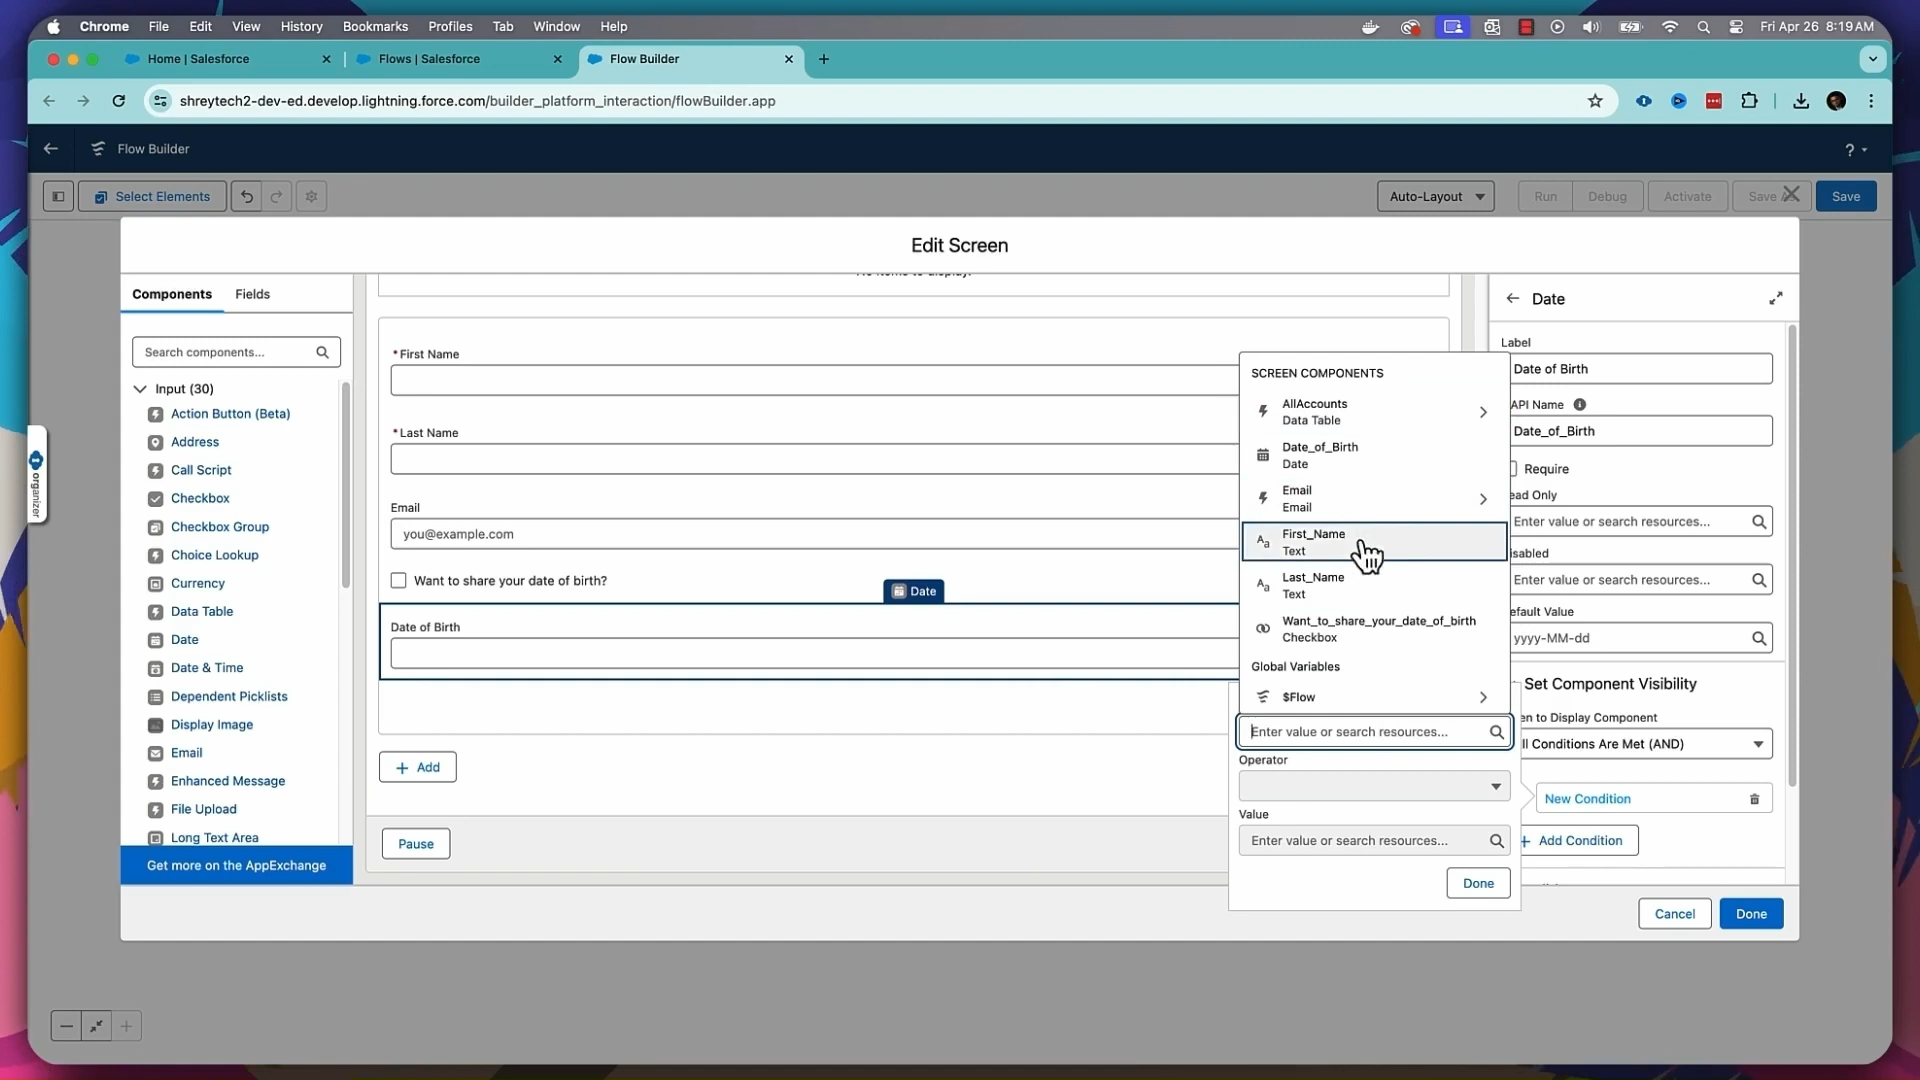 Chrome File Edit View History Bookmarks Profiles Tab Window Help Fri Apr 26 8:19 AM
Home | Salesforce
Flows | Salesforce
Flow Builder
shreytech2-dev-ed.develop.lightning.force.com/builder_platform_interaction/flowBuilder.app
Flow Builder
?
Select Elements
Auto-Layout
Run
Debug
Activate
Save
Save
Edit Screen
Components
Fields
Search components...
Input (30)
Action Button (Beta)
Address
Call Script
Checkbox
Checkbox Group
Choice Lookup
Currency
Data Table
Date
Date & Time
Dependent Picklists
Display Image
Email
Enhanced Message
File Upload
Long Text Area
Get more on the AppExchange
organizer
No items to display.
* First Name
* Last Name
Email
you@example.com
Want to share your date of birth?
Date
Date of Birth
+ Add
Pause
SCREEN COMPONENTS
AllAccounts
Data Table
Date_of_Birth
Date
Email
Email
First_Name
Text
Last_Name
Text
Want_to_share_your_date_of_birth
Checkbox
Global Variables
$Flow
Enter value or search resources...
Operator
Value
Enter value or search resources...
Done
Date
Label
Date of Birth
API Name
Date_of_Birth
Require
ead Only
Enter value or search resources...
isabled
Enter value or search resources...
efault Value
yyyy-MM-dd
Set Component Visibility
en to Display Component
ll Conditions Are Met (AND)
New Condition
+ Add Condition
Cancel
Done